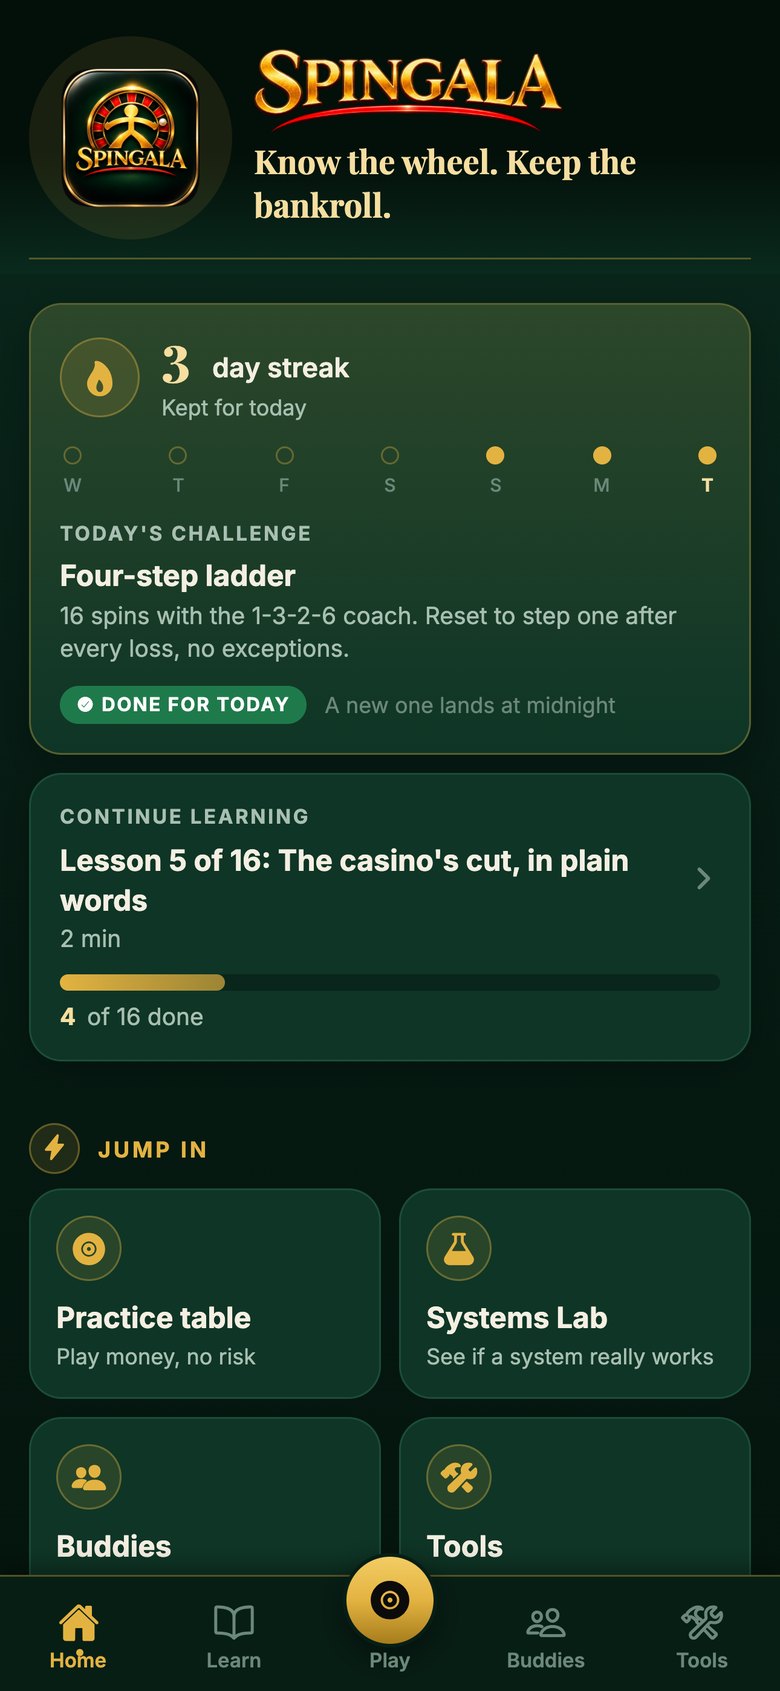 SPINGALA
SPINGALA
Know the wheel. Keep the
bankroll.
3 day streak
Kept for today
W T F S S M T
TODAY'S CHALLENGE
Four-step ladder
16 spins with the 1-3-2-6 coach. Reset to step one after
every loss, no exceptions.
DONE FOR TODAY A new one lands at midnight
CONTINUE LEARNING
Lesson 5 of 16: The casino's cut, in plain
words
2 min
4 of 16 done
JUMP IN
Practice table
Play money, no risk
Systems Lab
See if a system really works
Buddies
Tools
Home Learn Play Buddies Tools